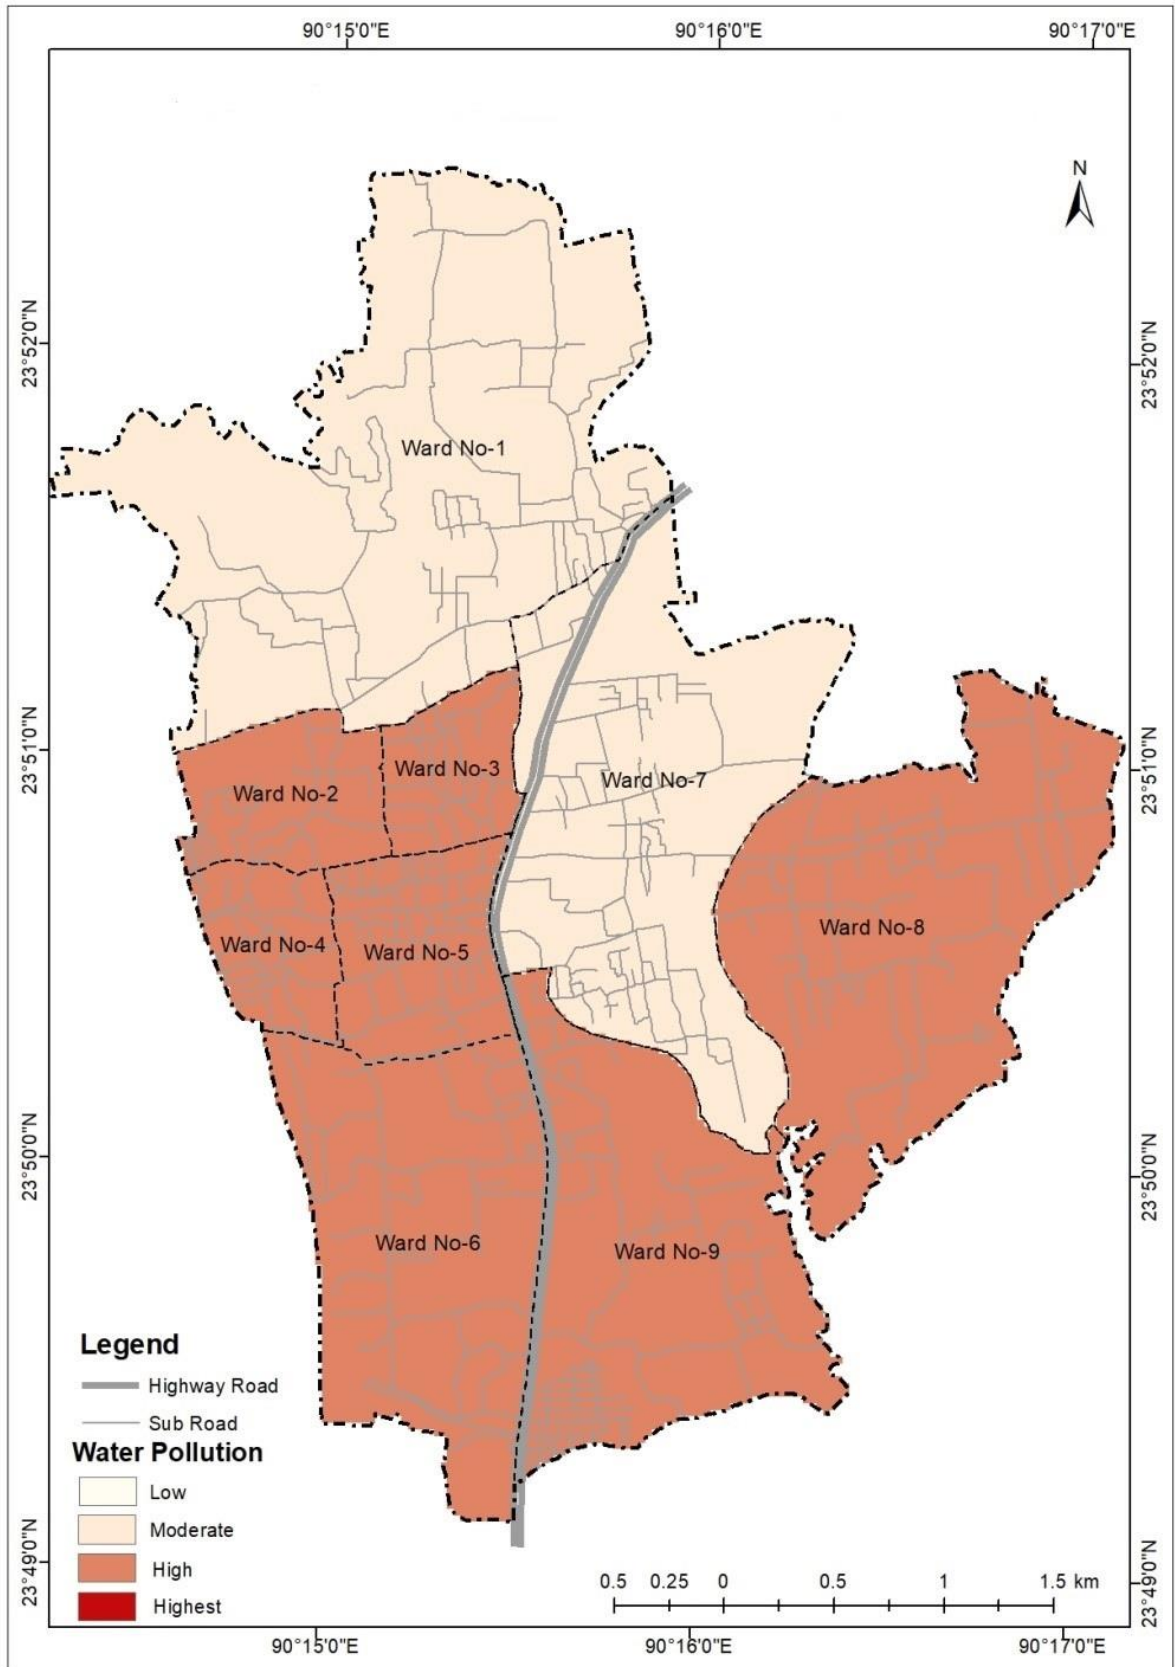 90°15'0"E
90°16'0"E
90°17'0"E
N
23°52'0"N
23°52'0"N
Ward No-1
23°51'0"N
23°51'0"N
Ward No-3
Ward No-2
Ward No-7
Ward No-8
Ward No-4
Ward No-5
23°50'0"N
23°50'0"N
Ward No-6
Ward No-9
Legend
Highway Road
Sub Road
Water Pollution
Low
Moderate
High
Highest
23°49'0"N
23°49'0"N
0.5 0.25 0 0.5 1 1.5 km
90°15'0"E
90°16'0"E
90°17'0"E